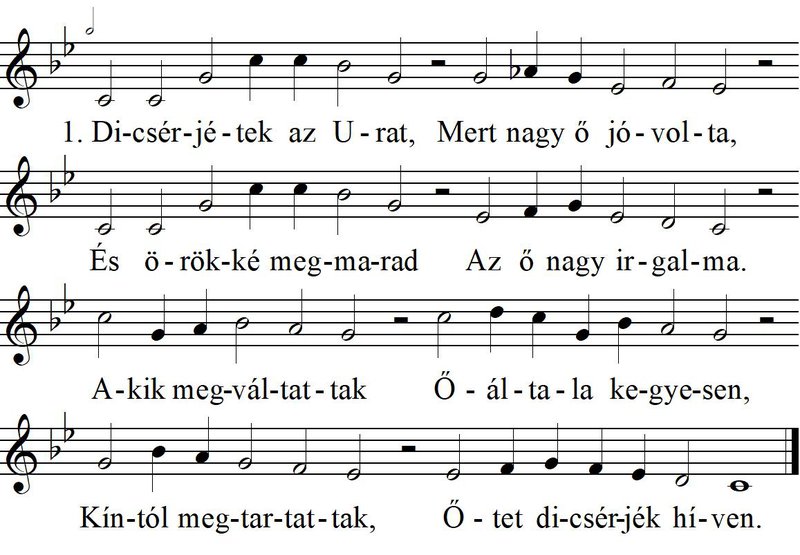 1. Di-csér-jé-tek az U-rat, Mert nagy ő jó-vol-ta,
És ö-rök-ké meg-ma-rad Az ő nagy ir-gal-ma.
A-kik meg-vál-tat-tak Ő-ál-ta-la ke-gye-sen,
Kín-tól meg-tar-tat-tak, Ő-tet di-csér-jék hí-ven.